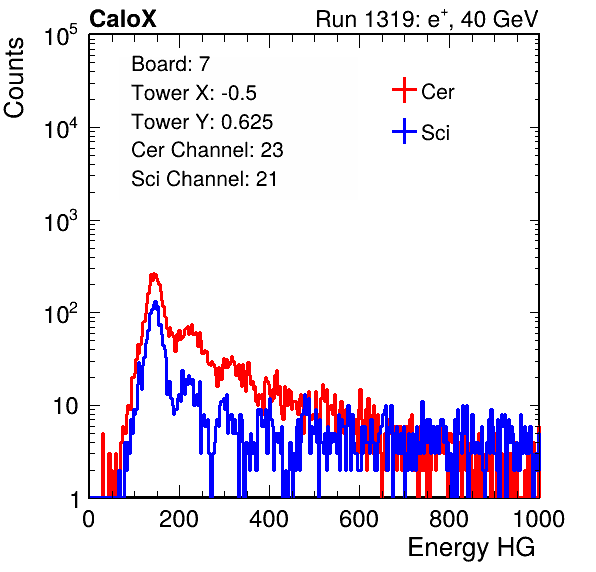 CaloX Run 1319: e⁺, 40 GeV
Counts
Board: 7
Tower X: -0.5
Tower Y: 0.625
Cer Channel: 23
Sci Channel: 21
Cer
Sci
10⁵
10⁴
10³
10²
10
1
0 200 400 600 800 1000
Energy HG